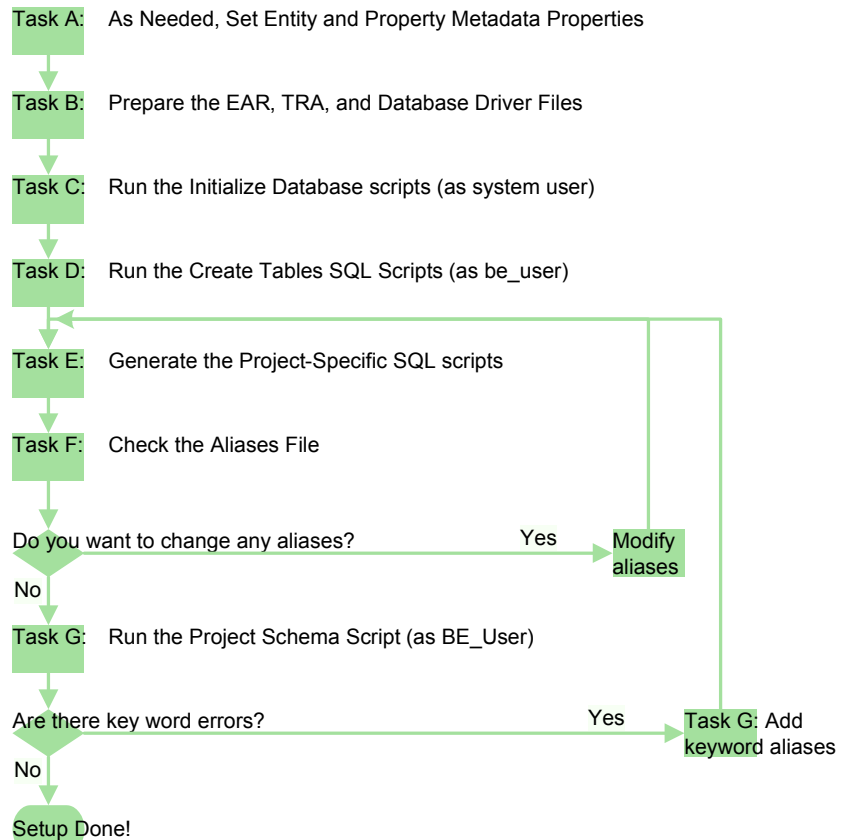 Task A: As Needed, Set Entity and Property Metadata Properties
Task B: Prepare the EAR, TRA, and Database Driver Files
Task C: Run the Initialize Database scripts (as system user)
Task D: Run the Create Tables SQL Scripts (as be_user)
Task E: Generate the Project-Specific SQL scripts
Task F: Check the Aliases File
Do you want to change any aliases?
Yes
Modify
aliases
No
Task G: Run the Project Schema Script (as BE_User)
Are there key word errors?
Yes
Task G: Add
keyword aliases
No
Setup Done!